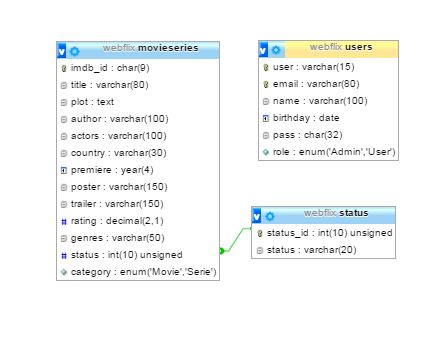 webflix movieseries
imdb_id : char(9)
title : varchar(80)
plot : text
author : varchar(100)
actors : varchar(100)
country : varchar(30)
premiere : year(4)
poster : varchar(150)
trailer : varchar(150)
# rating : decimal(2,1)
genres : varchar(50)
# status : int(10) unsigned
category : enum('Movie','Serie')
webflix users
user : varchar(15)
email : varchar(80)
name : varchar(100)
birthday : date
pass : char(32)
role : enum('Admin','User')
webflix status
status_id : int(10) unsigned
status : varchar(20)